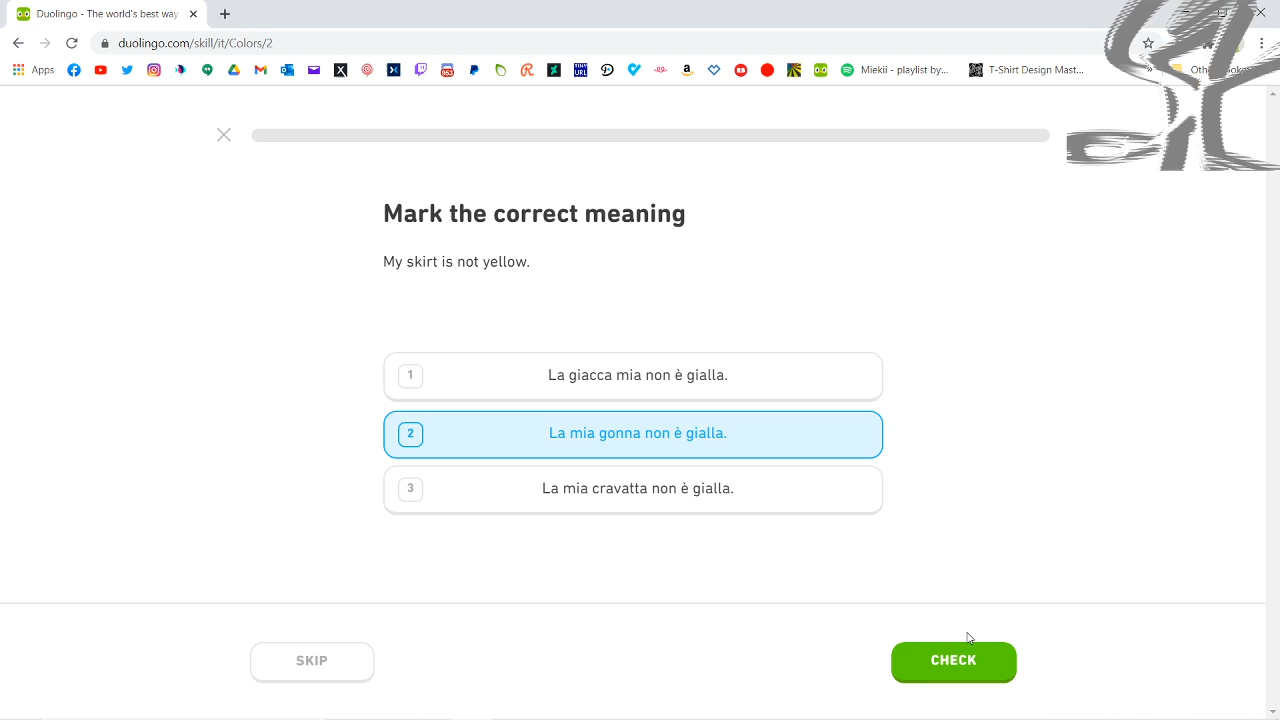 Duolingo - The world's best way
duolingo.com/skill/it/Colors/2
Apps
Miekii - playlist by...
T-Shirt Design Mast...
Mark the correct meaning
My skirt is not yellow.
1 La giacca mia non è gialla.
2 La mia gonna non è gialla.
3 La mia cravatta non è gialla.
SKIP
CHECK